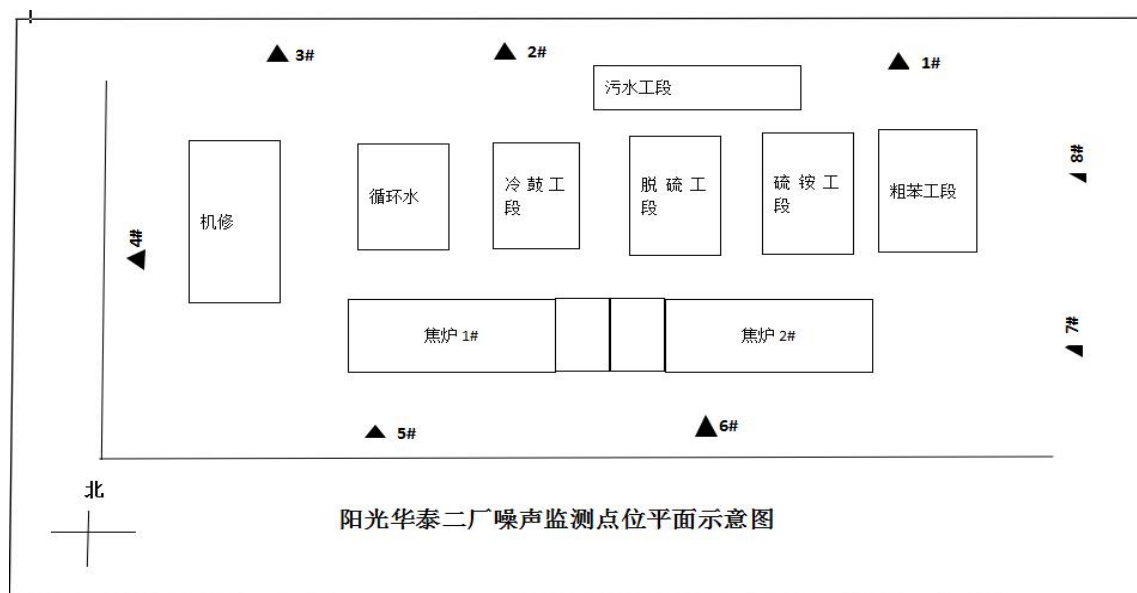 3#
2#
1#
污水工段
8#
机修
循环水
冷鼓工
段
脱硫工
段
硫铵工
段
粗苯工段
4#
焦炉 1#
焦炉 2#
7#
5#
6#
北
阳光华泰二厂噪声监测点位平面示意图